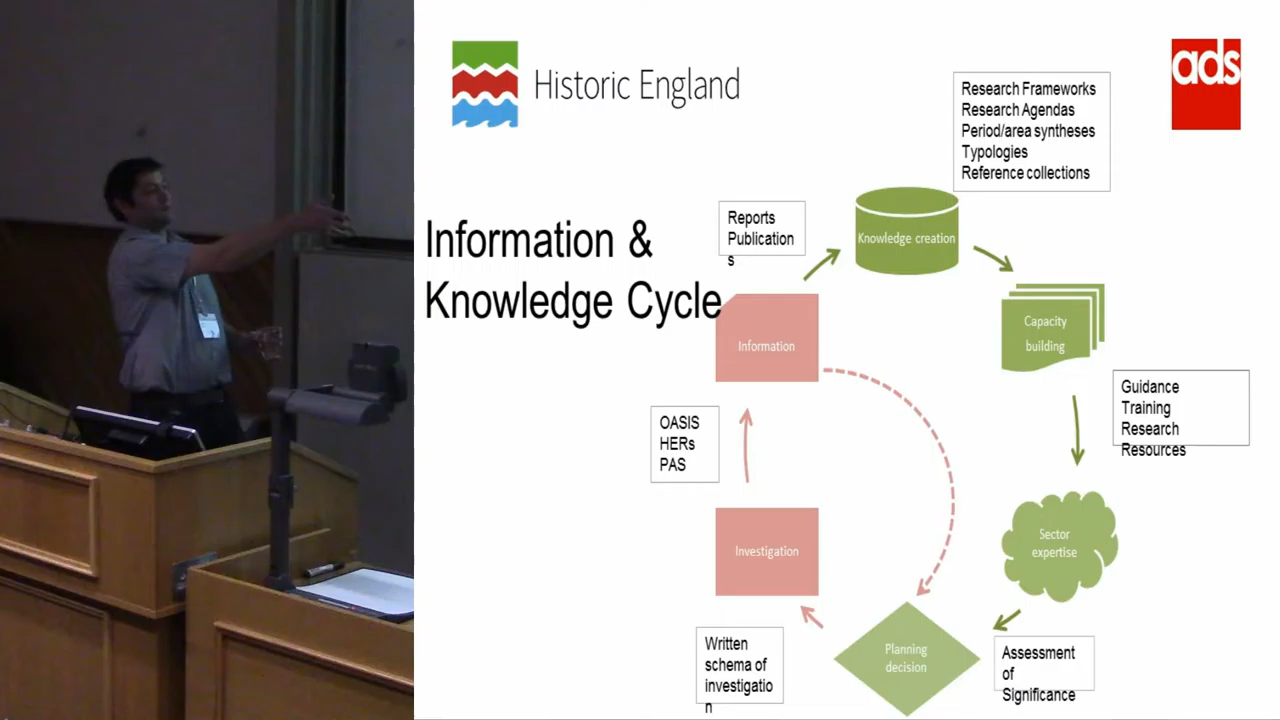 Historic England
ads
Information &
Knowledge Cycle
Research Frameworks
Research Agendas
Period/area syntheses
Typologies
Reference collections
Reports
Publication
s
Knowledge creation
Capacity
building
Information
Guidance
Training
Research
Resources
OASIS
HERs
PAS
Sector
expertise
Investigation
Planning
decision
Written
schema of
investigatio
n
Assessment
of
Significance